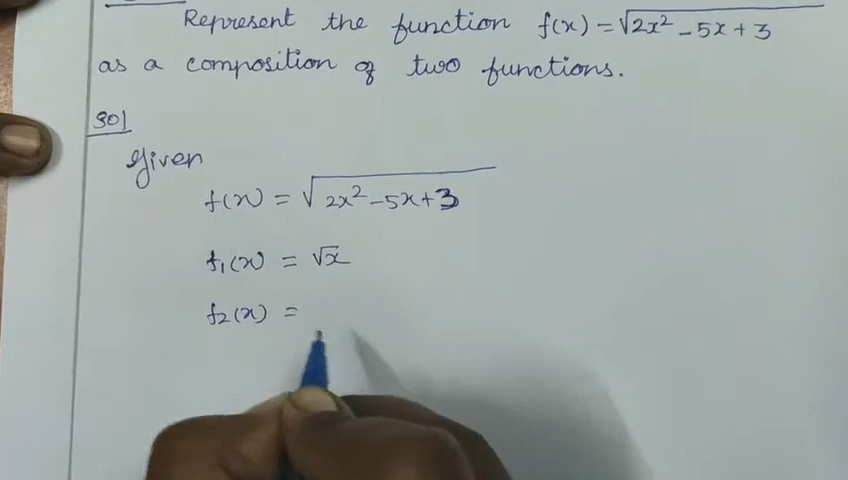 Represent the function f(x) = √2x² - 5x + 3
as a composition of two functions.
Sol
Given
f(x) = √2x² - 5x + 3
f₁(x) = √x
f₂(x) =